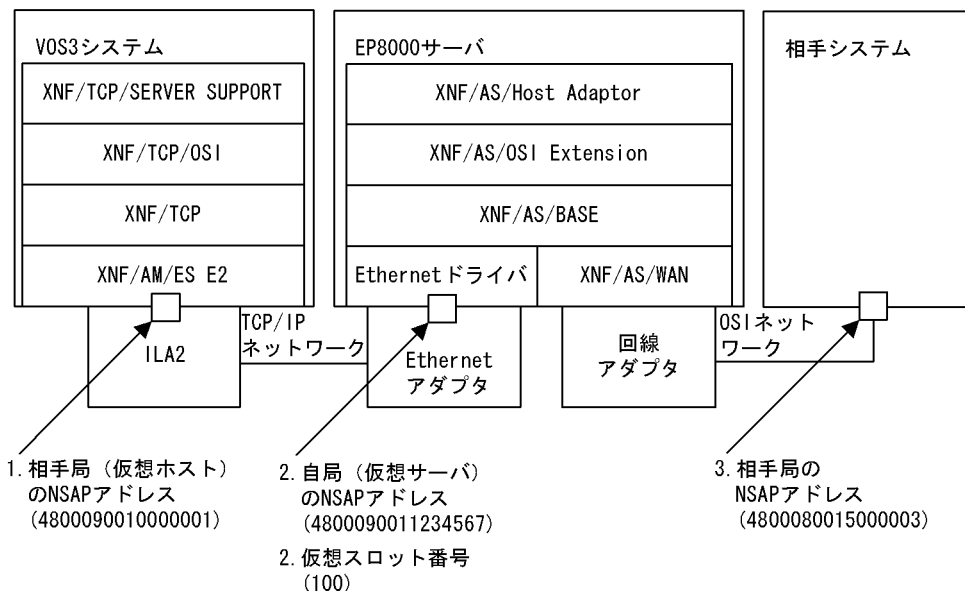 VOS3システム
XNF/TCP/SERVER SUPPORT
XNF/TCP/OSI
XNF/TCP
XNF/AM/ES E2
ILA2
TCP/IP
ネットワーク
EP8000サーバ
XNF/AS/Host Adaptor
XNF/AS/OSI Extension
XNF/AS/BASE
Ethernetドライバ
XNF/AS/WAN
Ethernet
アダプタ
回線
アダプタ
OSIネット
ワーク
相手システム
1. 相手局（仮想ホスト）
のNSAPアドレス
(4800090010000001)
2. 自局（仮想サーバ）
のNSAPアドレス
(4800090011234567)
2. 仮想スロット番号
(100)
3. 相手局の
NSAPアドレス
(4800080015000003)